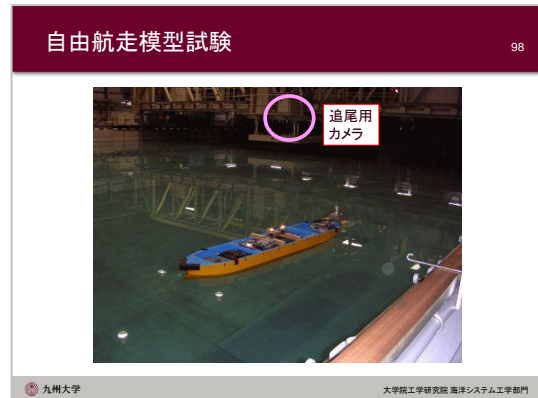 自由航走模型試験
98
追尾用
カメラ
九州大学
大学院工学研究院 海洋システム工学部門